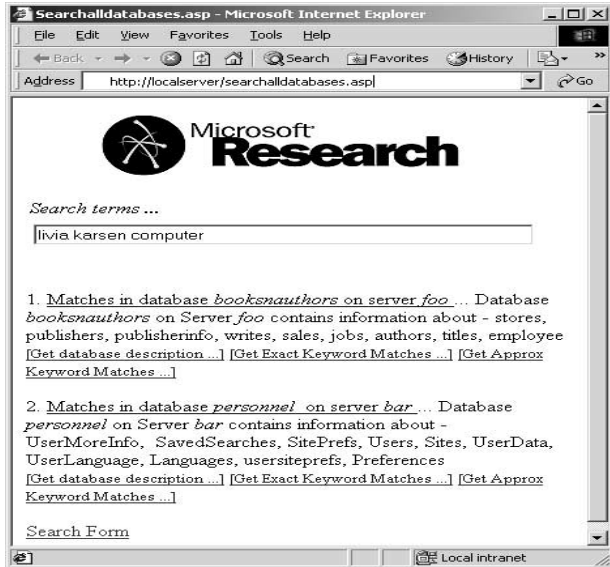 Searchalldatabases.asp - Microsoft Internet Explorer
File Edit View Favorites Tools Help
Back Search Favorites History »
Address http://localserver/searchalldatabases.asp Go
Microsoft
Research
Search terms ...
livia karsen computer
1. Matches in database booksnauthors on server foo ... Database
booksnauthors on Server foo contains information about - stores,
publishers, publisherinfo, writes, sales, jobs, authors, titles, employee
[Get database description ...] [Get Exact Keyword Matches ...] [Get Approx
Keyword Matches ...]
2. Matches in database personnel on server bar ... Database
personnel on Server bar contains information about -
UserMoreInfo, SavedSearches, SitePrefs, Users, Sites, UserData,
UserLanguage, Languages, usersiteprefs, Preferences
[Get database description ...] [Get Exact Keyword Matches ...] [Get Approx
Keyword Matches ...]
Search Form
Local intranet